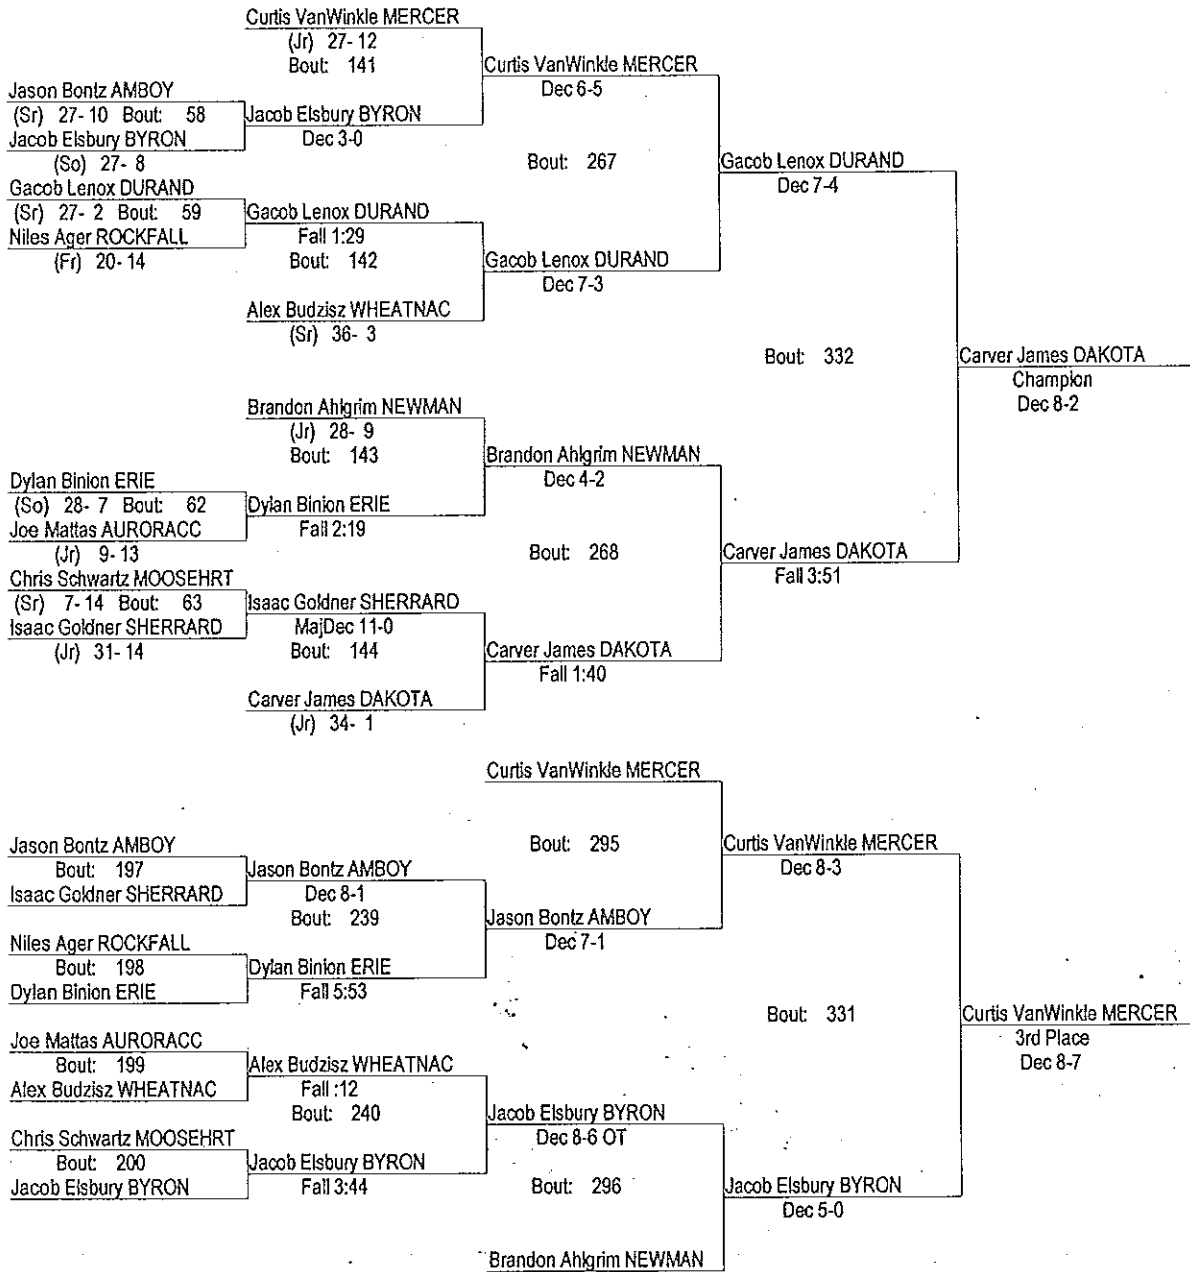 Curtis VanWinkle MERCER
(Jr) 27- 12
Bout: 141
Curtis VanWinkle MERCER
Dec 6-5
Jason Bontz AMBOY
(Sr) 27- 10 Bout: 58
Jacob Elsbury BYRON
Jacob Elsbury BYRON
Dec 3-0
(So) 27- 8
Bout: 267
Gacob Lenox DURAND
Dec 7-4
Gacob Lenox DURAND
(Sr) 27- 2 Bout: 59
Gacob Lenox DURAND
Niles Ager ROCKFALL
Fall 1:29
(Fr) 20- 14
Bout: 142
Gacob Lenox DURAND
Dec 7-3
Alex Budzisz WHEATNAC
(Sr) 36- 3
Bout: 332
Carver James DAKOTA
Champion
Dec 8-2
Brandon Ahlgrim NEWMAN
(Jr) 28- 9
Bout: 143
Brandon Ahlgrim NEWMAN
Dec 4-2
Dylan Binion ERIE
(So) 28- 7 Bout: 62
Dylan Binion ERIE
Joe Mattas AURORACC
Fall 2:19
(Jr) 9- 13
Bout: 268
Carver James DAKOTA
Fall 3:51
Chris Schwartz MOOSEHRT
(Sr) 7- 14 Bout: 63
Isaac Goldner SHERRARD
Isaac Goldner SHERRARD
MajDec 11-0
(Jr) 31- 14
Bout: 144
Carver James DAKOTA
Fall 1:40
Carver James DAKOTA
(Jr) 34- 1
Curtis VanWinkle MERCER
Bout: 295
Curtis VanWinkle MERCER
Dec 8-3
Jason Bontz AMBOY
Bout: 197
Jason Bontz AMBOY
Isaac Goldner SHERRARD
Dec 8-1
Bout: 239
Jason Bontz AMBOY
Dec 7-1
Niles Ager ROCKFALL
Bout: 198
Dylan Binion ERIE
Dylan Binion ERIE
Fall 5:53
Bout: 331
Curtis VanWinkle MERCER
3rd Place
Dec 8-7
Joe Mattas AURORACC
Bout: 199
Alex Budzisz WHEATNAC
Alex Budzisz WHEATNAC
Fall :12
Bout: 240
Jacob Elsbury BYRON
Dec 8-6 OT
Chris Schwartz MOOSEHRT
Bout: 200
Jacob Elsbury BYRON
Jacob Elsbury BYRON
Fall 3:44
Bout: 296
Jacob Elsbury BYRON
Dec 5-0
Brandon Ahlgrim NEWMAN